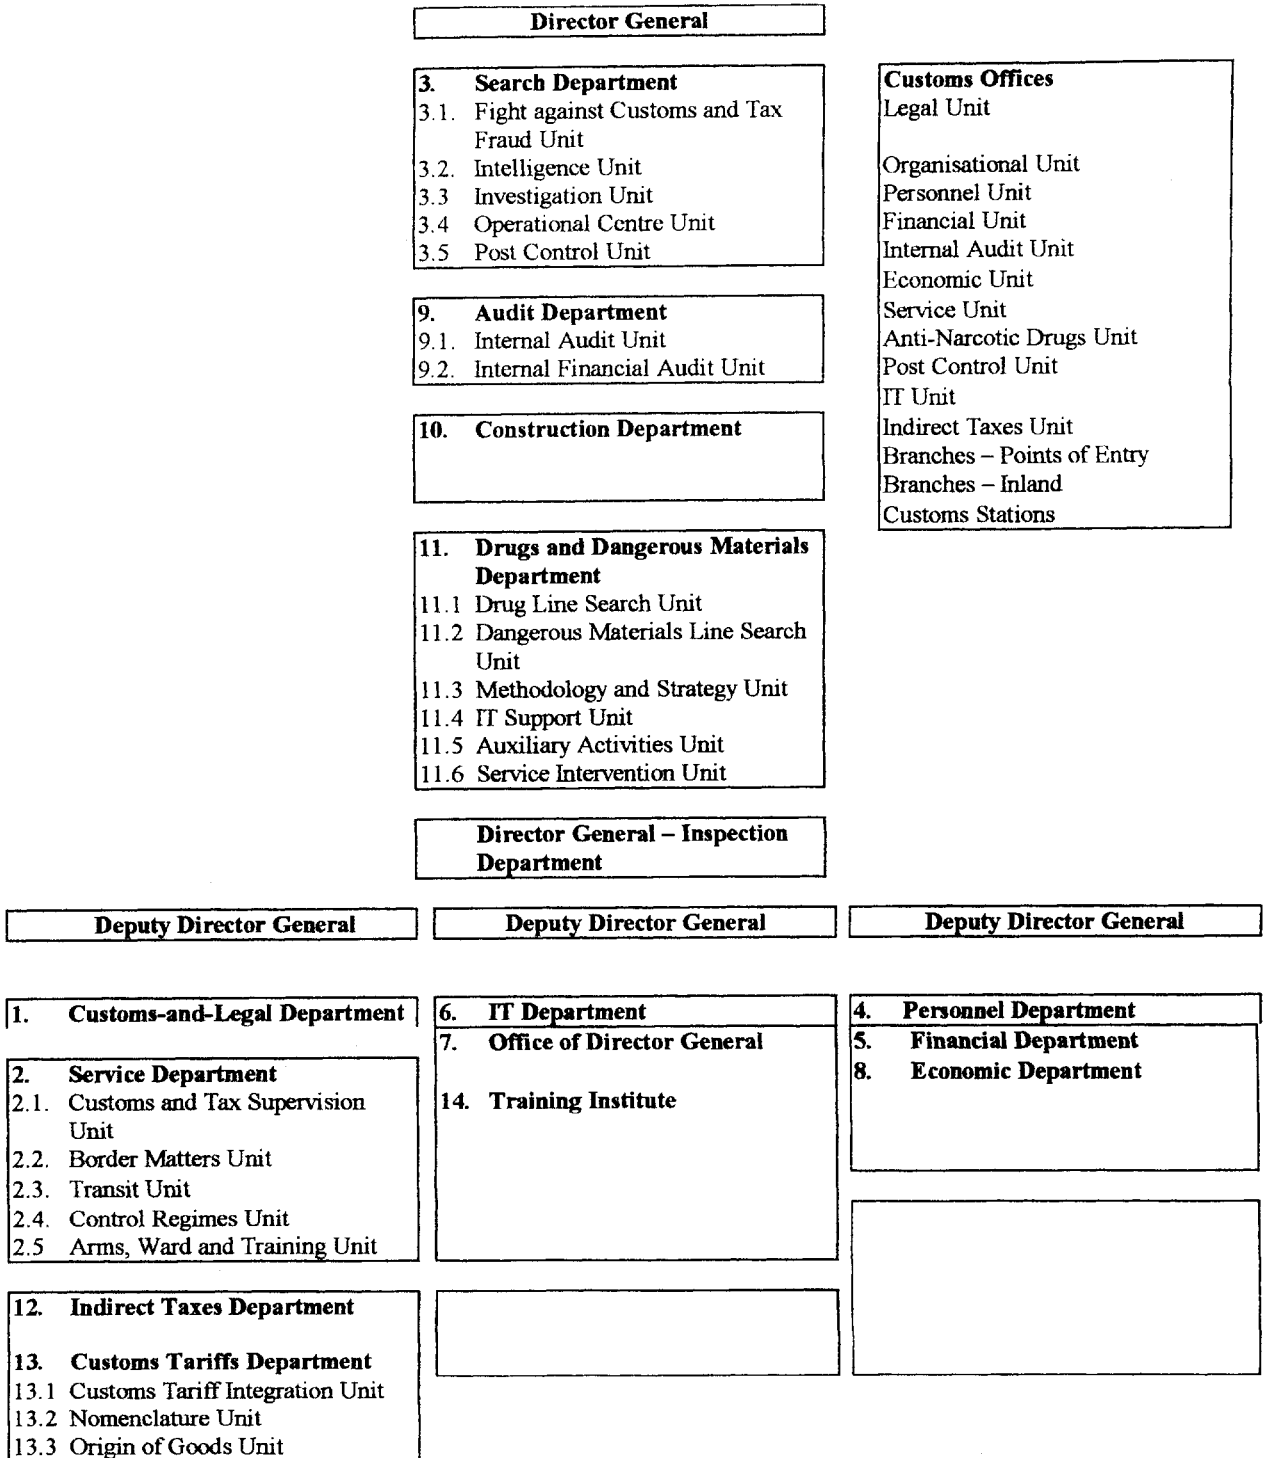 Director General
3. Search Department
3.1. Fight against Customs and Tax
Fraud Unit
3.2. Intelligence Unit
3.3 Investigation Unit
3.4 Operational Centre Unit
3.5 Post Control Unit
9. Audit Department
9.1. Internal Audit Unit
9.2. Internal Financial Audit Unit
10. Construction Department
11. Drugs and Dangerous Materials
Department
11.1 Drug Line Search Unit
11.2 Dangerous Materials Line Search
Unit
11.3 Methodology and Strategy Unit
11.4 IT Support Unit
11.5 Auxiliary Activities Unit
11.6 Service Intervention Unit
Director General – Inspection
Department
Customs Offices
Legal Unit
Organisational Unit
Personnel Unit
Financial Unit
Internal Audit Unit
Economic Unit
Service Unit
Anti-Narcotic Drugs Unit
Post Control Unit
IT Unit
Indirect Taxes Unit
Branches – Points of Entry
Branches – Inland
Customs Stations
Deputy Director General
1. Customs-and-Legal Department
2. Service Department
2.1. Customs and Tax Supervision
Unit
2.2. Border Matters Unit
2.3. Transit Unit
2.4. Control Regimes Unit
2.5 Arms, Ward and Training Unit
12. Indirect Taxes Department
13. Customs Tariffs Department
13.1 Customs Tariff Integration Unit
13.2 Nomenclature Unit
13.3 Origin of Goods Unit
Deputy Director General
6. IT Department
7. Office of Director General
14. Training Institute
Deputy Director General
4. Personnel Department
5. Financial Department
8. Economic Department